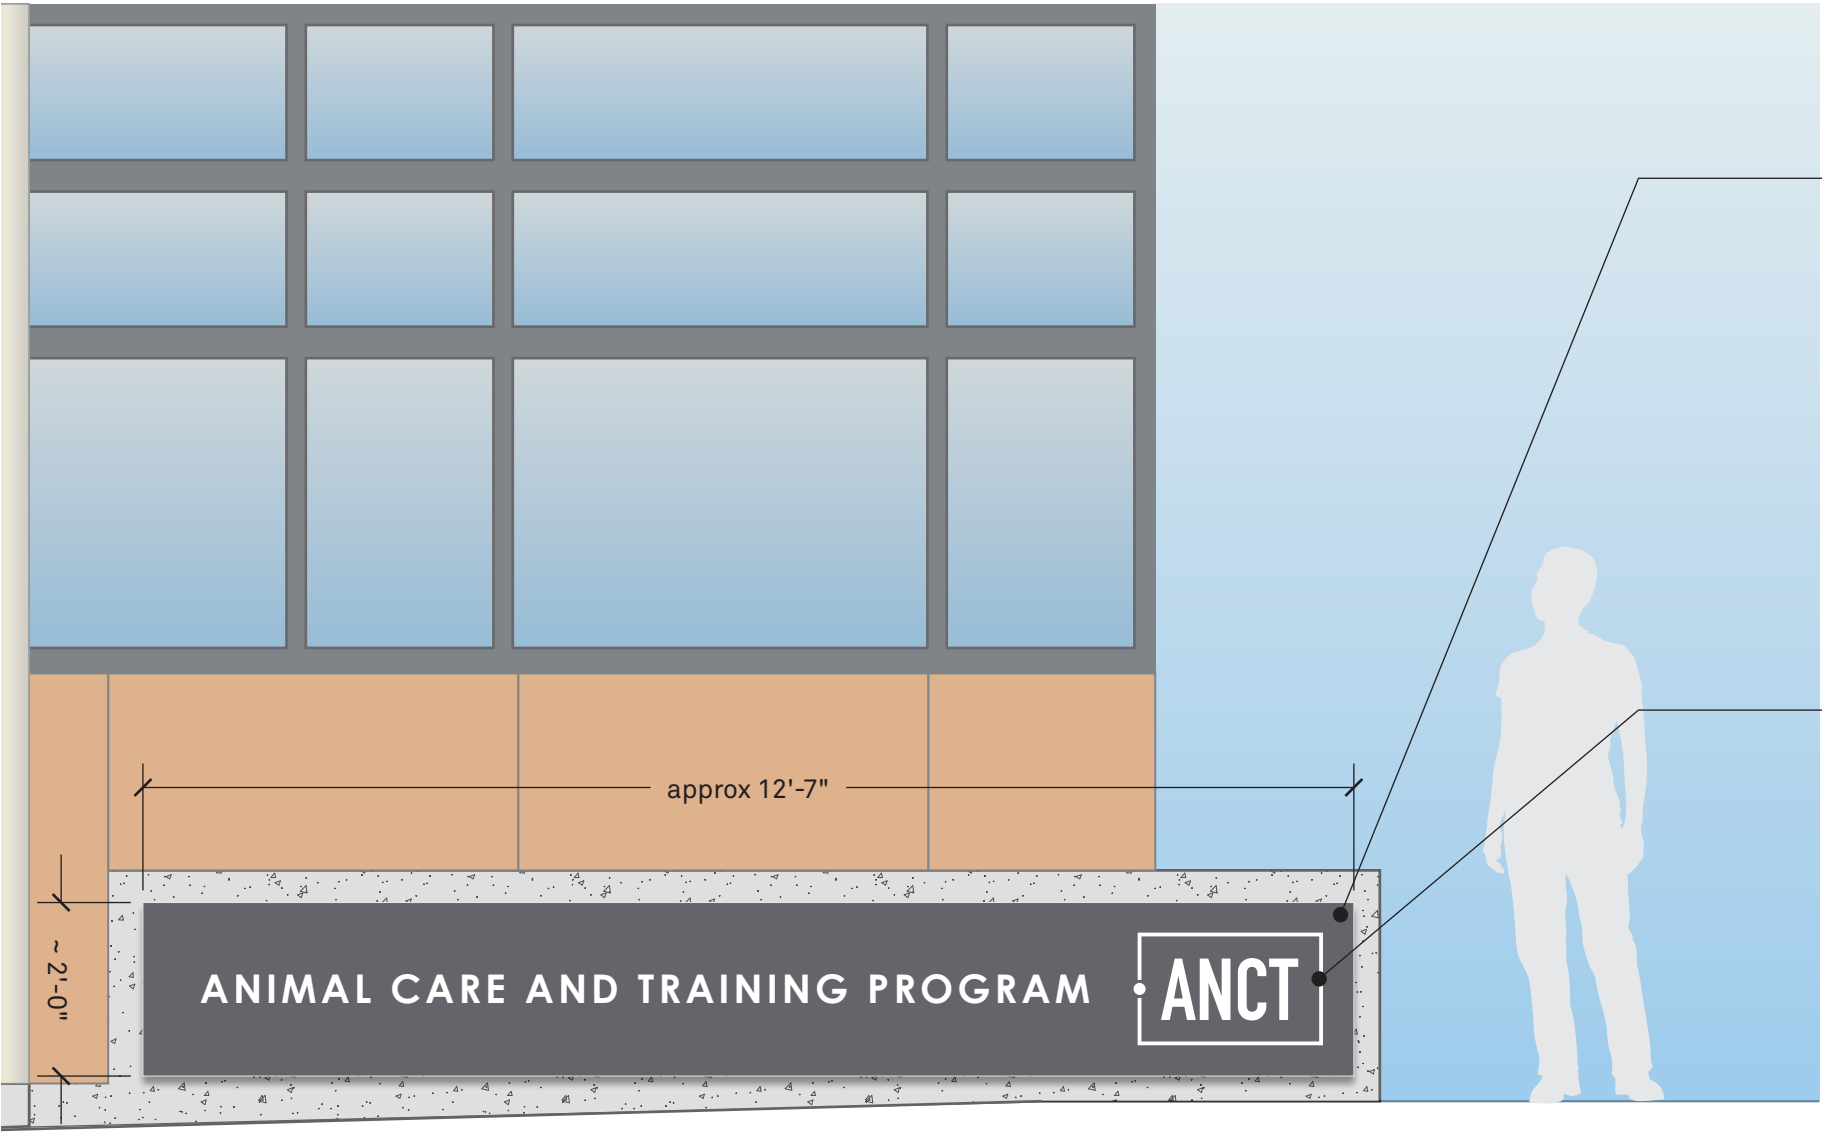 approx 12'-7"
~ 2'-0"
ANIMAL CARE AND TRAINING PROGRAM
ANCT